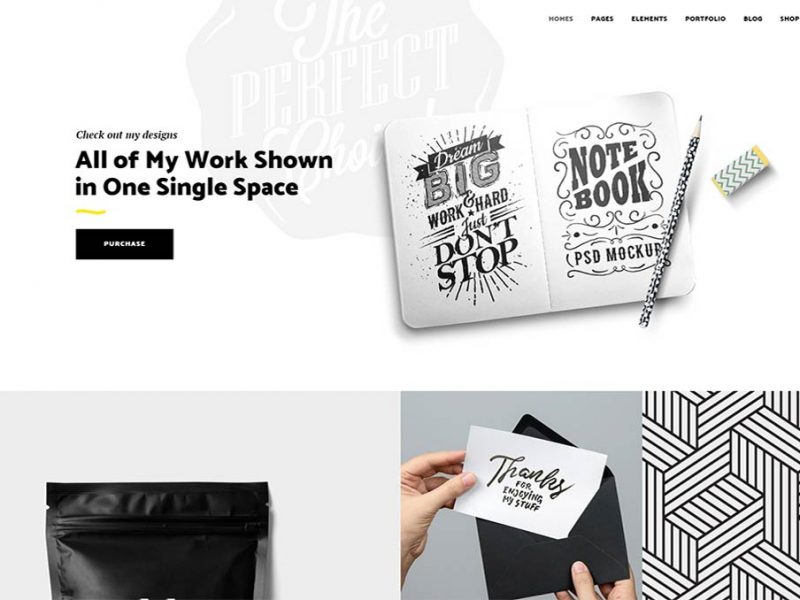 HOMES PAGES ELEMENTS PORTFOLIO BLOG SHOP
The
PERFECT
Choice
Check out my designs
All of My Work Shown
in One Single Space
PURCHASE
Dream
BIG
&
WORK HARD
Just
DON'T
STOP
NOTE
BOOK
PSD MOCKUP
Thanks
FOR
ENJOYING
MY STUFF